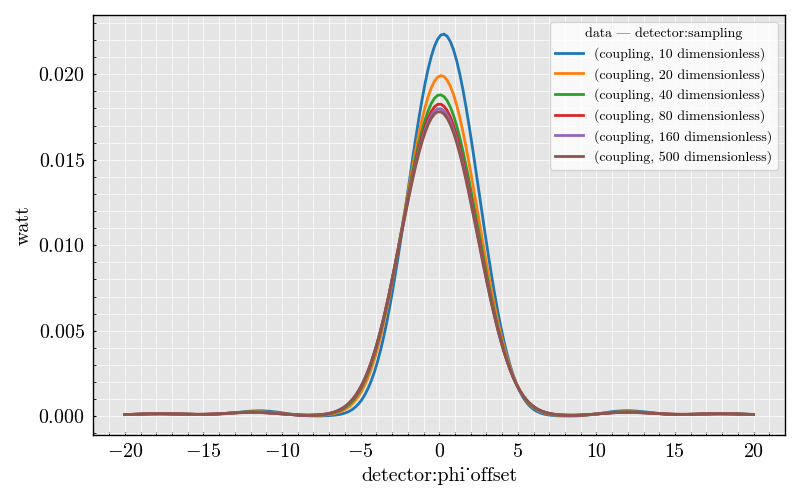 data — detector:sampling
(coupling, 10 dimensionless)
(coupling, 20 dimensionless)
(coupling, 40 dimensionless)
(coupling, 80 dimensionless)
(coupling, 160 dimensionless)
(coupling, 500 dimensionless)
watt
0.020
0.015
0.010
0.005
0.000
−20 −15 −10 −5 0 5 10 15 20
detector:phi˙offset